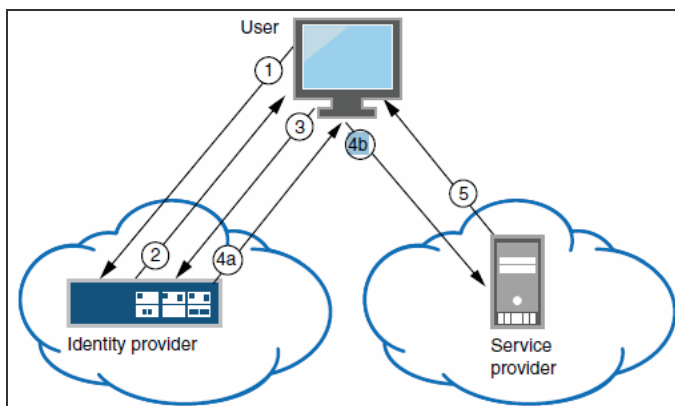 User
1
3
4b
5
2
4a
Identity provider
Service
provider